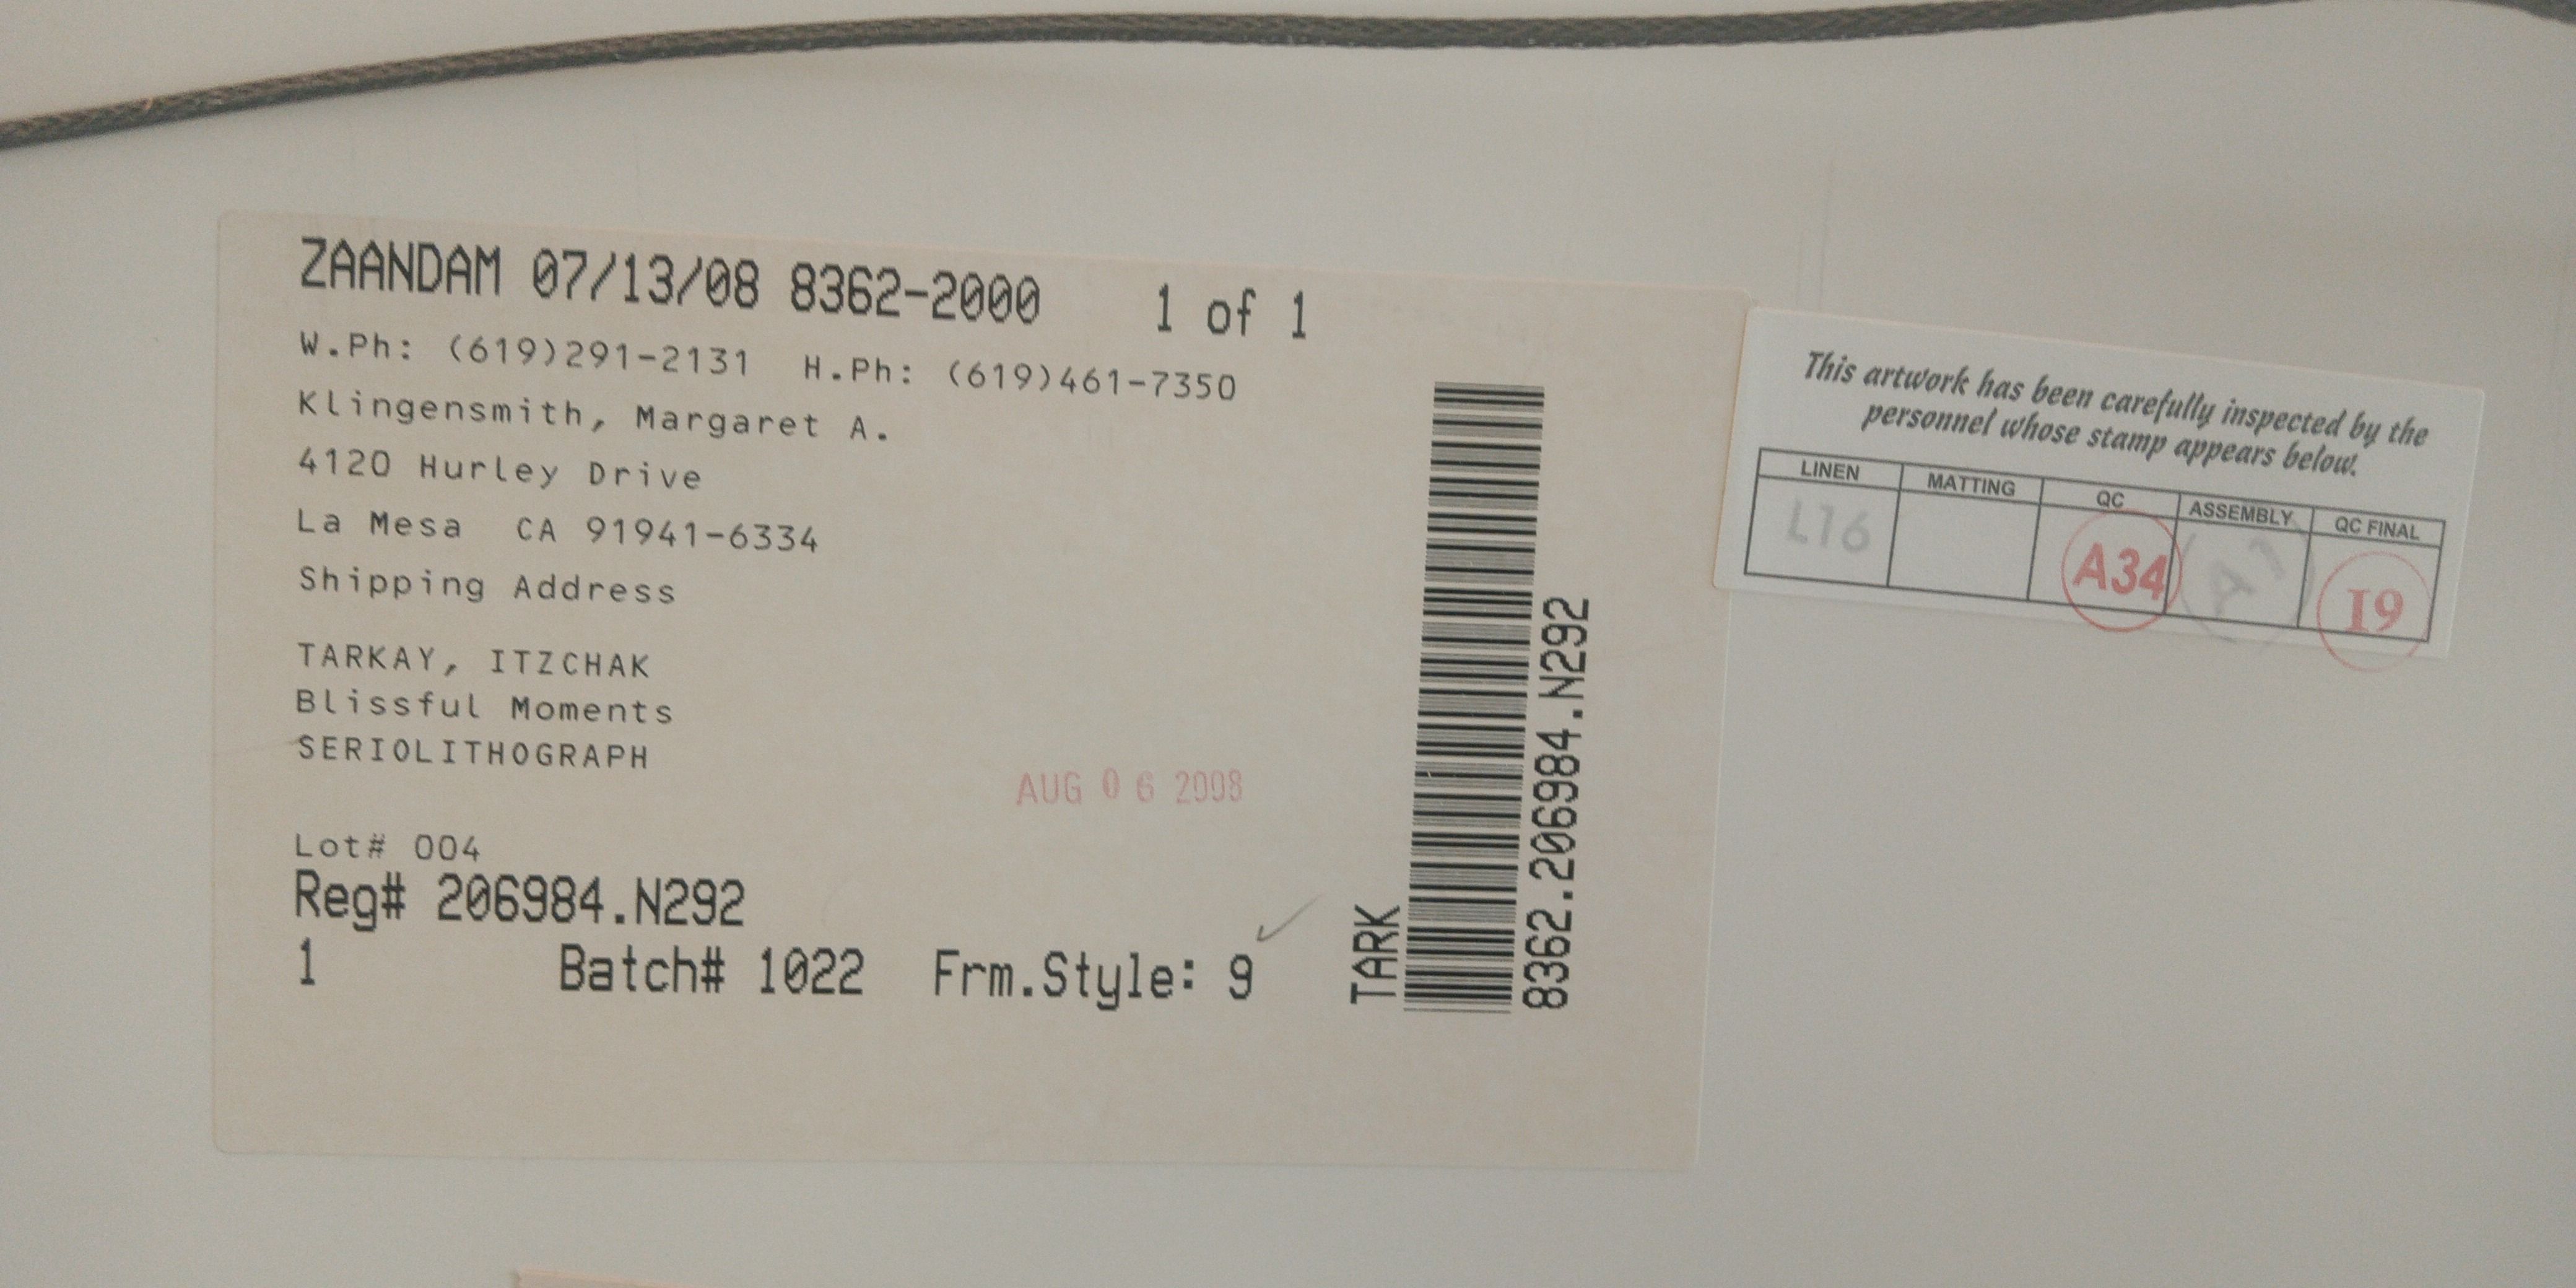 ZAANDAM 07/13/08 8362-2000 1 of 1
W.Ph: (619)291-2131 H.Ph: (619)461-7350
Klingensmith, Margaret A.
4120 Hurley Drive
La Mesa CA 91941-6334
Shipping Address
TARKAY, ITZCHAK
Blissful Moments
SERIOLITHOGRAPH
AUG 06 2008
Lot# 004
Reg# 206984.N292
1 Batch# 1022 Frm.Style: 9
TARK
8362.206984.N292
This artwork has been carefully inspected by the
personnel whose stamp appears below.
LINEN MATTING QC ASSEMBLY QC FINAL
L16 A34 I9